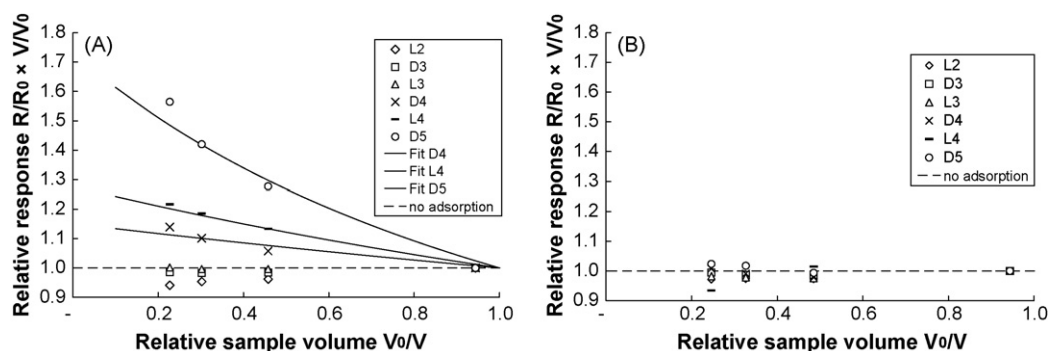 (A)
Relative response R/R₀ × V/V₀
1.8
1.7
1.6
1.5
1.4
1.3
1.2
1.1
1.0
0.9
L2
D3
L3
D4
L4
D5
Fit D4
Fit L4
Fit D5
no adsorption
- 0.2 0.4 0.6 0.8 1.0
Relative sample volume V₀/V
(B)
Relative response R/R₀ × V/V₀
1.8
1.7
1.6
1.5
1.4
1.3
1.2
1.1
1.0
0.9
L2
D3
L3
D4
L4
D5
no adsorption
- 0.2 0.4 0.6 0.8 1.0
Relative sample volume V₀/V